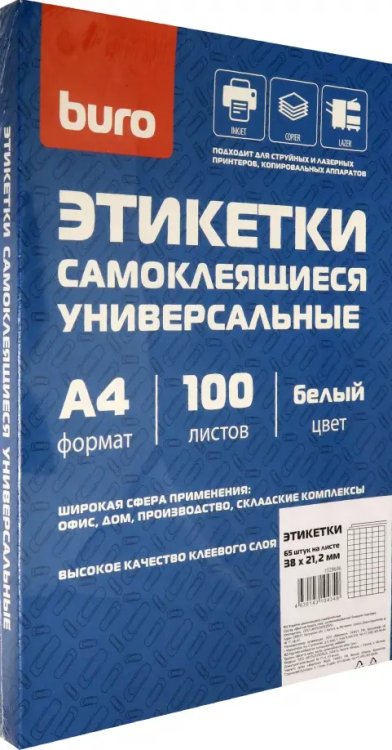 buro
INKJET
COPIER
LAZER
ПОДХОДИТ ДЛЯ СТРУЙНЫХ И ЛАЗЕРНЫХ
ПРИНТЕРОВ, КОПИРОВАЛЬНЫХ АППАРАТОВ
ЭТИКЕТКИ
САМОКЛЕЯЩИЕСЯ
УНИВЕРСАЛЬНЫЕ
A4
формат
100
листов
белый
цвет
ШИРОКАЯ СФЕРА ПРИМЕНЕНИЯ:
ОФИС, ДОМ, ПРОИЗВОДСТВО, СКЛАДСКИЕ КОМПЛЕКСЫ
ВЫСОКОЕ КАЧЕСТВО КЛЕЕВОГО СЛОЯ
ЭТИКЕТКИ
65 штук на листе
38 x 21,2 мм
ЭТИКЕТКИ САМОКЛЕЯЩИЕСЯ УНИВЕРСАЛЬНЫЕ